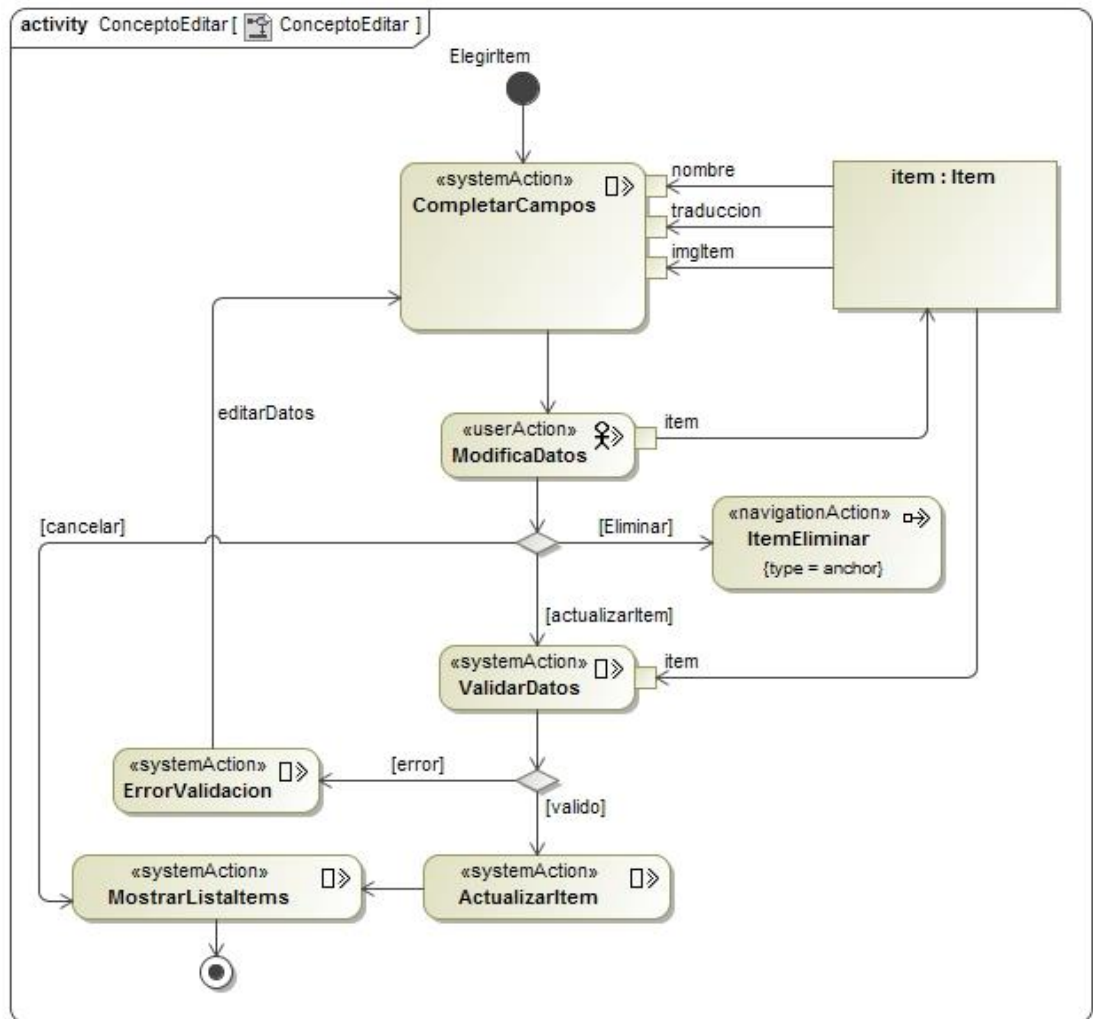 activity ConceptoEditar [ ConceptoEditar ]
ElegirItem
«systemAction»
CompletarCampos
nombre
traduccion
imgItem
item : Item
editarDatos
«userAction»
ModificaDatos
item
[cancelar]
[Eliminar]
«navigationAction»
ItemEliminar
{type = anchor}
[actualizarItem]
«systemAction»
ValidarDatos
item
«systemAction»
ErrorValidacion
[error]
[valido]
«systemAction»
MostrarListaItems
«systemAction»
ActualizarItem